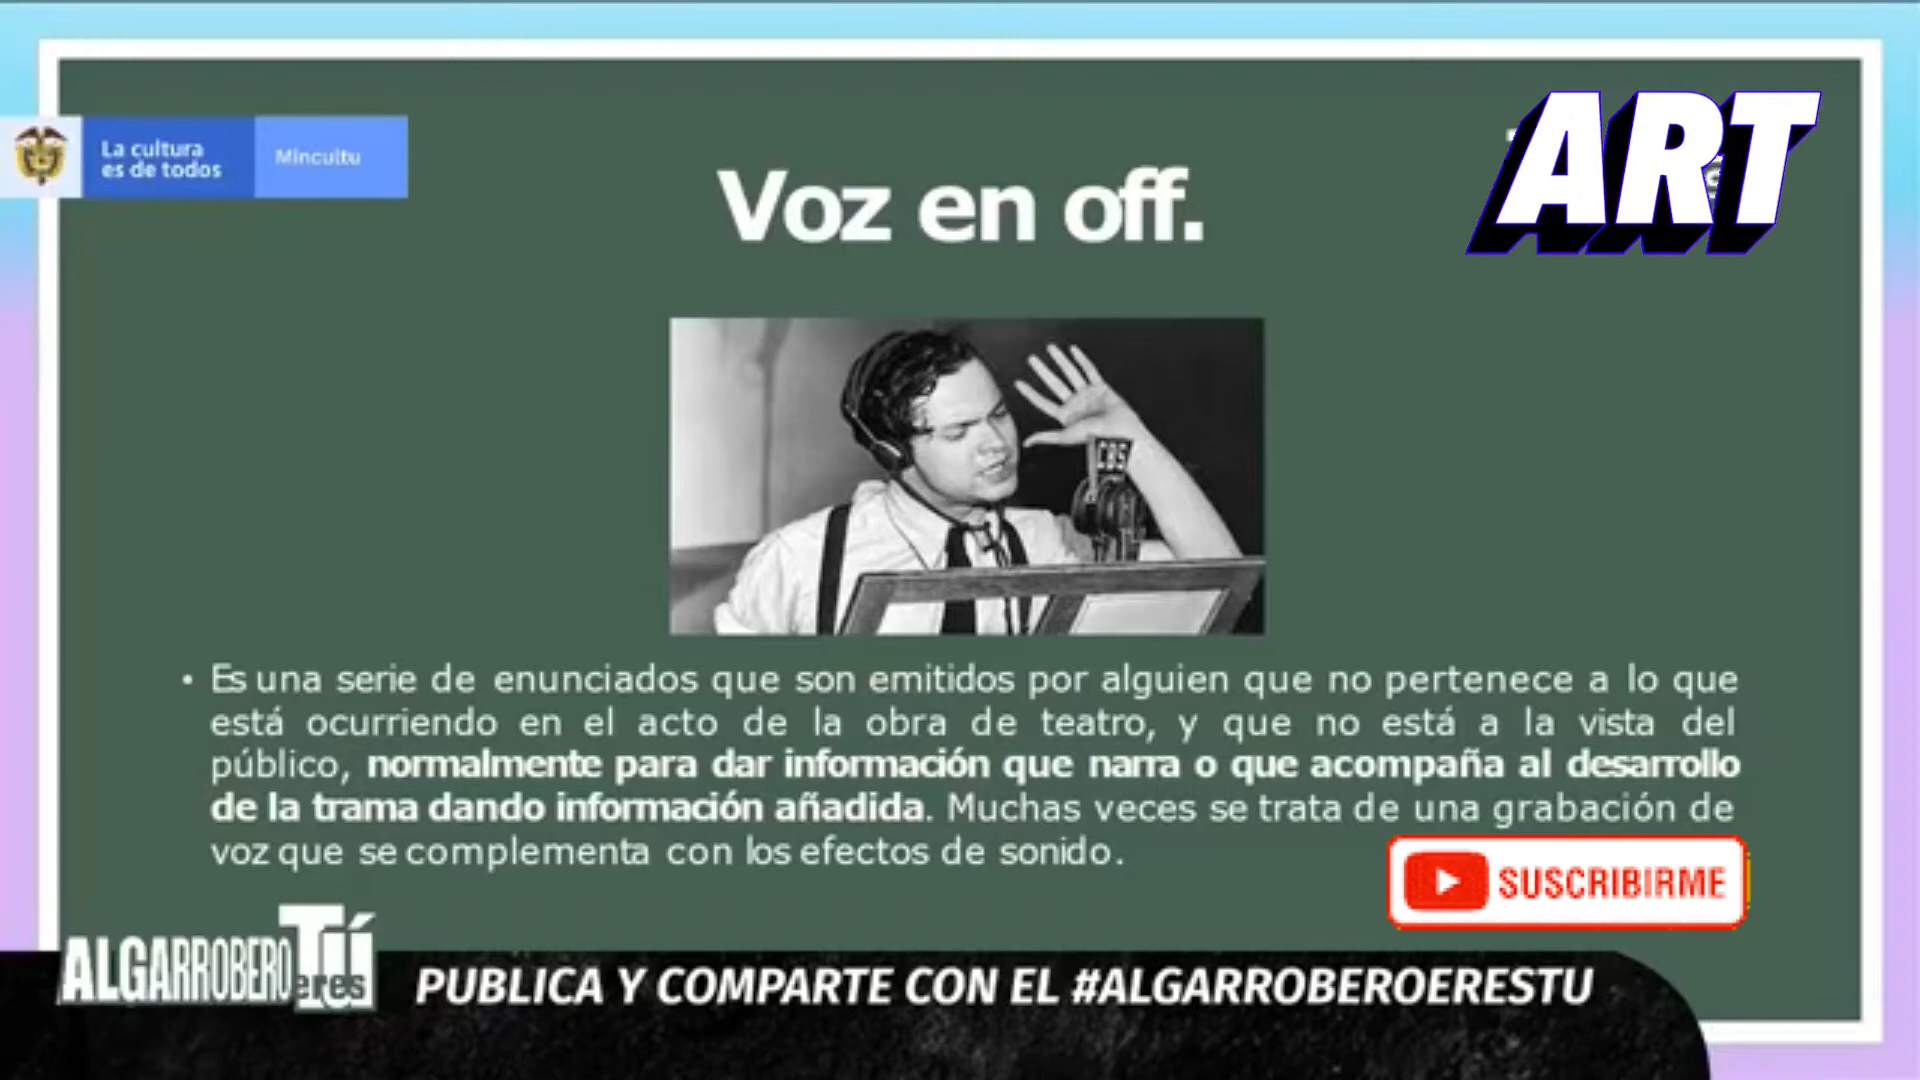 La cultura
es de todos
Mincultu
ART
Voz en off.
CBS
• Es una serie de enunciados que son emitidos por alguien que no pertenece a lo que
está ocurriendo en el acto de la obra de teatro, y que no está a la vista del
público, normalmente para dar información que narra o que acompaña al desarrollo
de la trama dando información añadida. Muchas veces se trata de una grabación de
voz que se complementa con los efectos de sonido.
SUSCRIBIRME
ALGARROBERO Tú
eres
PUBLICA Y COMPARTE CON EL #ALGARROBEROERESTU